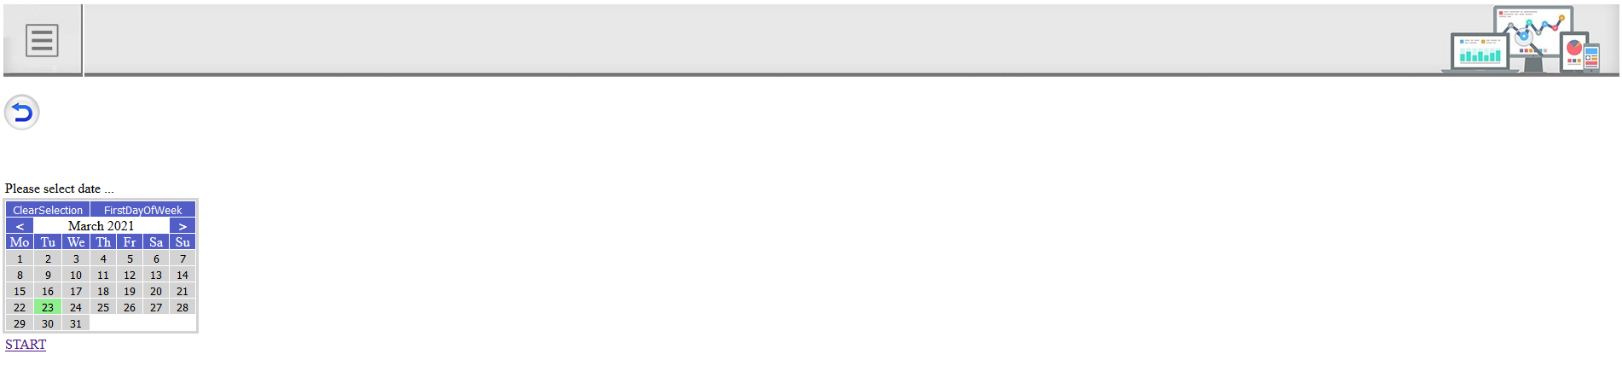 Please select date ...
ClearSelection FirstDayOfWeek
< March 2021 >
Mo Tu We Th Fr Sa Su
1 2 3 4 5 6 7
8 9 10 11 12 13 14
15 16 17 18 19 20 21
22 23 24 25 26 27 28
29 30 31
START